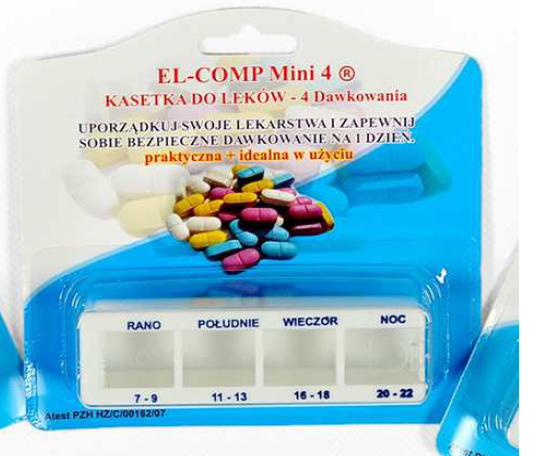 EL-COMP Mini 4 ®
KASETKA DO LEKÓW - 4 Dawkowania
UPORZĄDKUJ SWOJE LEKARSTWA I ZAPEWNIJ
SOBIE BEZPIECZNE DAWKOWANIE NA 1 DZIEŃ.
praktyczna + idealna w użyciu
RANO POŁUDNIE WIECZÓR NOC
7 - 9 11 - 13 16 - 18 20 - 22
Atest PZH HŻ/C/00162/07
Atest